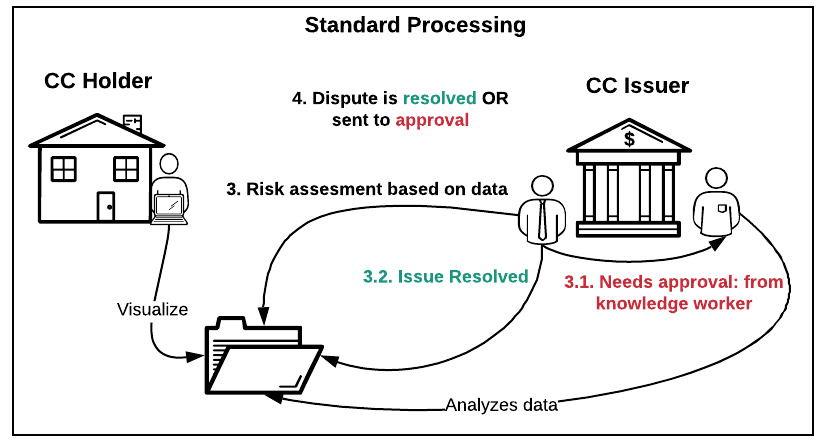 Standard Processing
CC Holder
CC Issuer
4. Dispute is resolved OR
sent to approval
$
3. Risk assesment based on data
3.2. Issue Resolved
3.1. Needs approval: from
knowledge worker
Visualize
Analyzes data